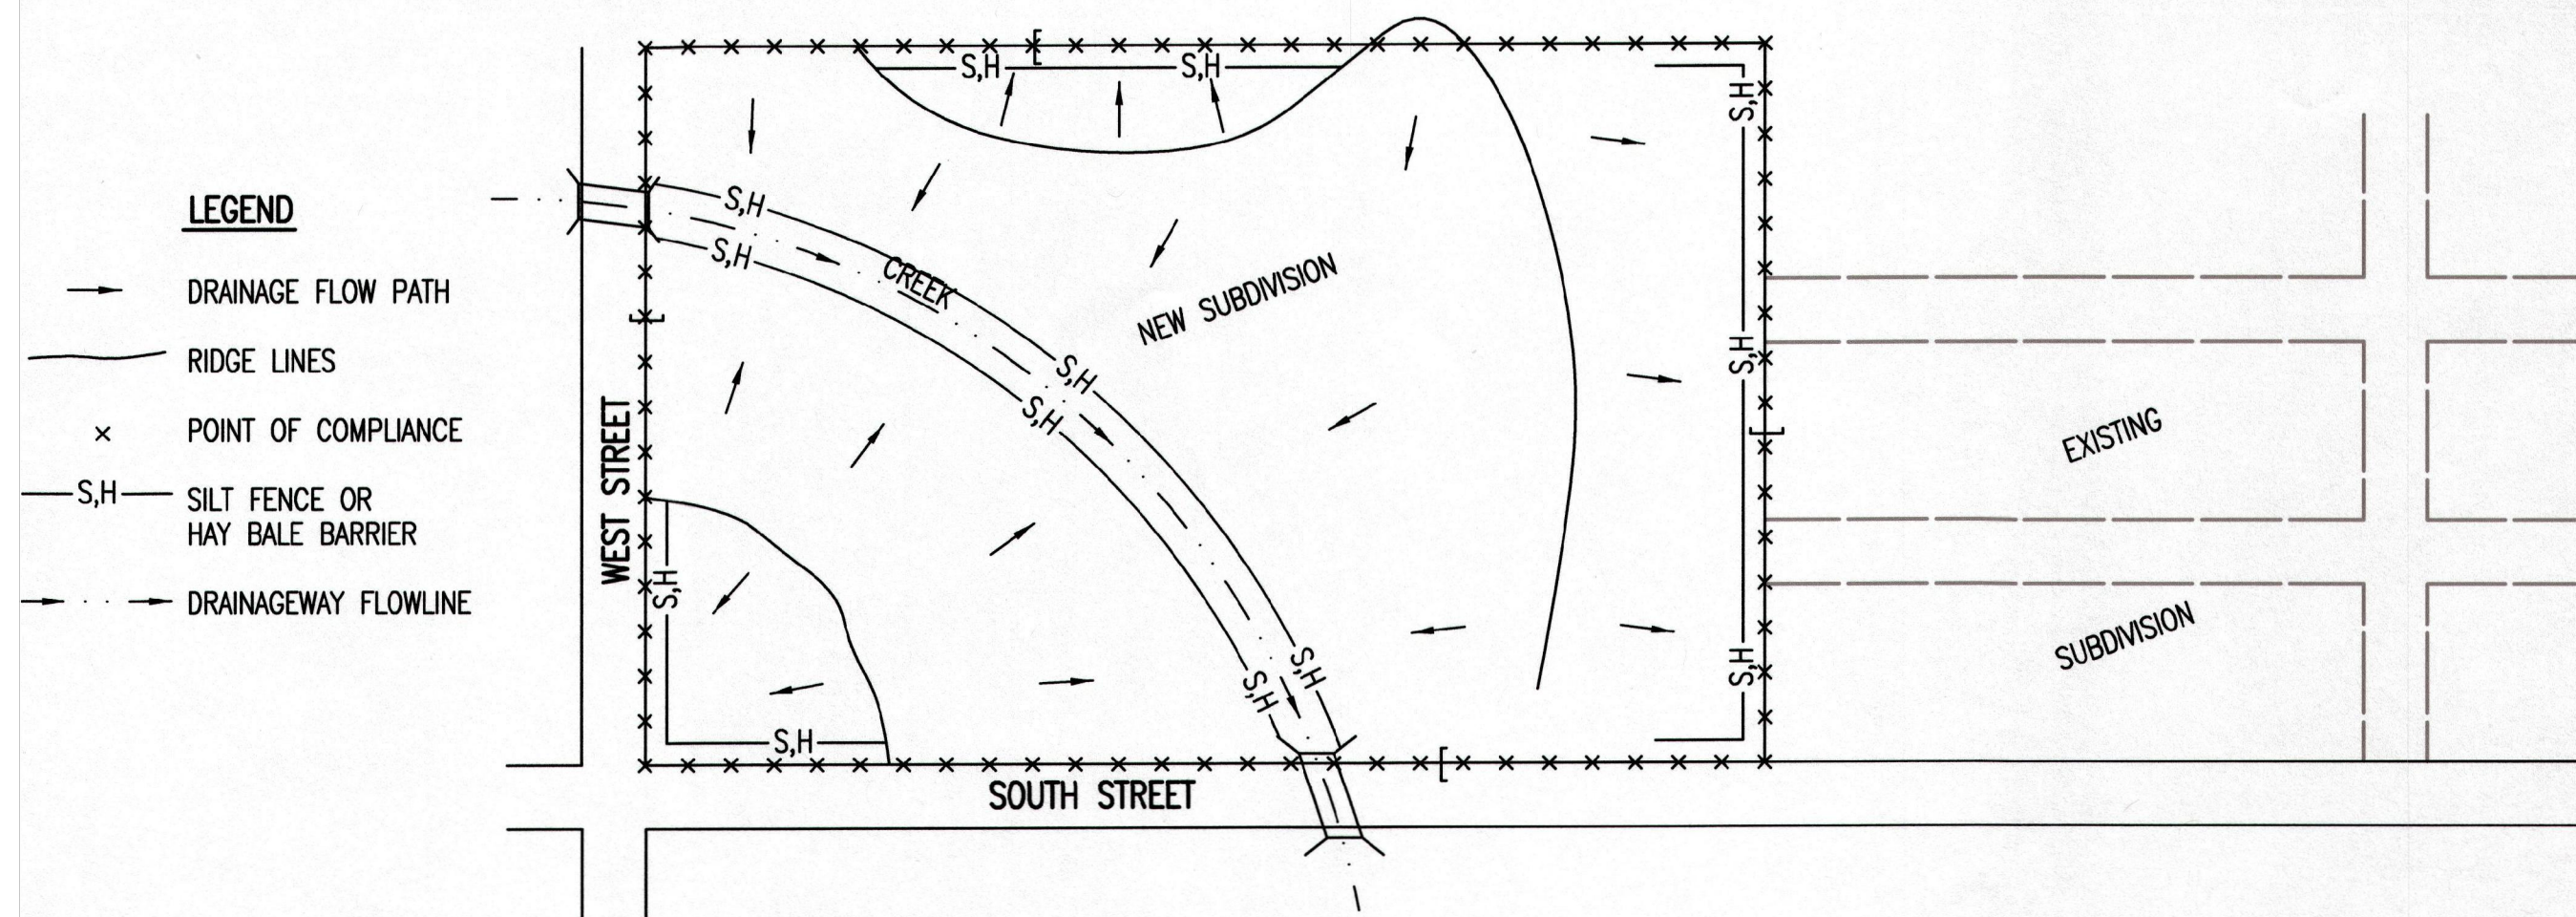 LEGEND
DRAINAGE FLOW PATH
RIDGE LINES
POINT OF COMPLIANCE
S,H
SILT FENCE OR
HAY BALE BARRIER
DRAINAGEWAY FLOWLINE
S,H
S,H
S,H
S,H
S,H
CREEK
NEW SUBDIVISION
S,H
S,H
S,H
WEST STREET
EXISTING
S,H
SUBDIVISION
S,H
S,H
S,H
S,H
SOUTH STREET